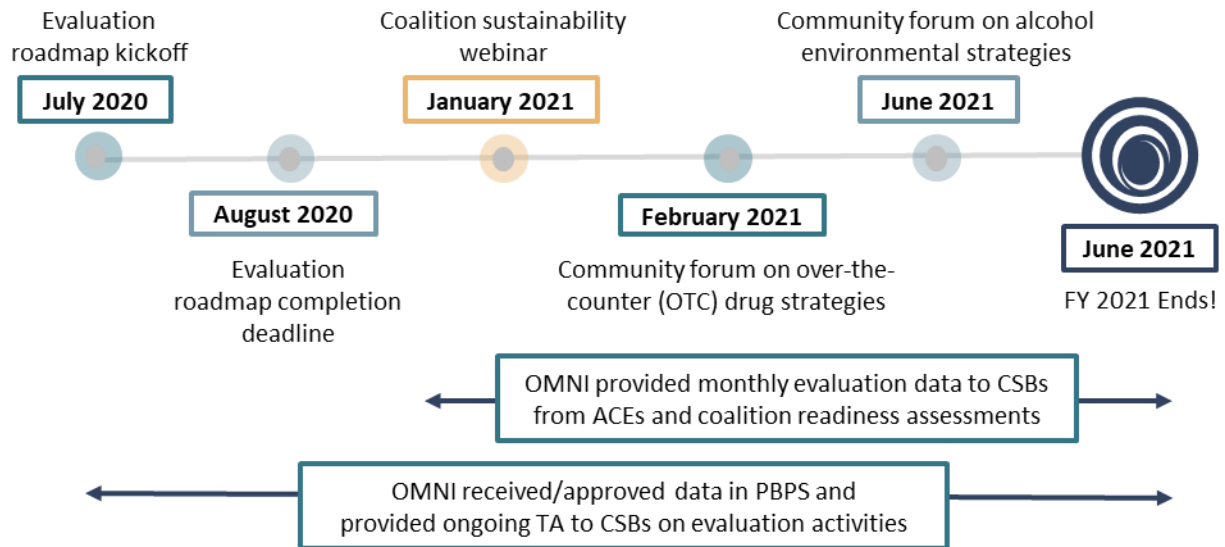 Evaluation
roadmap kickoff
July 2020
August 2020
Evaluation
roadmap completion
deadline
Coalition sustainability
webinar
January 2021
February 2021
Community forum on over-the-
counter (OTC) drug strategies
Community forum on alcohol
environmental strategies
June 2021
June 2021
FY 2021 Ends!
OMNI provided monthly evaluation data to CSBs
from ACEs and coalition readiness assessments
OMNI received/approved data in PBPS and
provided ongoing TA to CSBs on evaluation activities